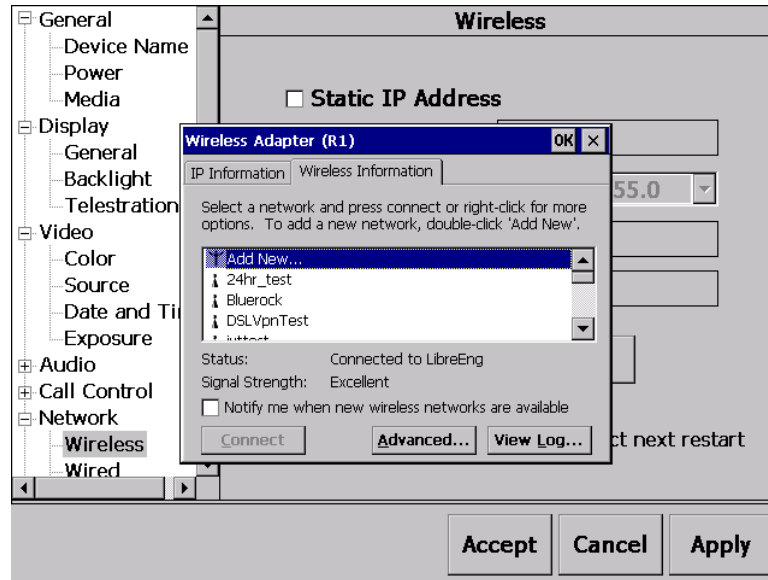 General
Device Name
Power
Media
Display
General
Backlight
Telestration
Video
Color
Source
Date and Ti
Exposure
Audio
Call Control
Network
Wireless
Wired
Wireless
Static IP Address
55.0
ct next restart
Wireless Adapter (R1)
OK
IP Information
Wireless Information
Select a network and press connect or right-click for more
options. To add a new network, double-click 'Add New'.
Add New...
24hr_test
Bluerock
DSLVpnTest
Status: Connected to LibreEng
Signal Strength: Excellent
Notify me when new wireless networks are available
Connect Advanced... View Log...
Accept Cancel Apply